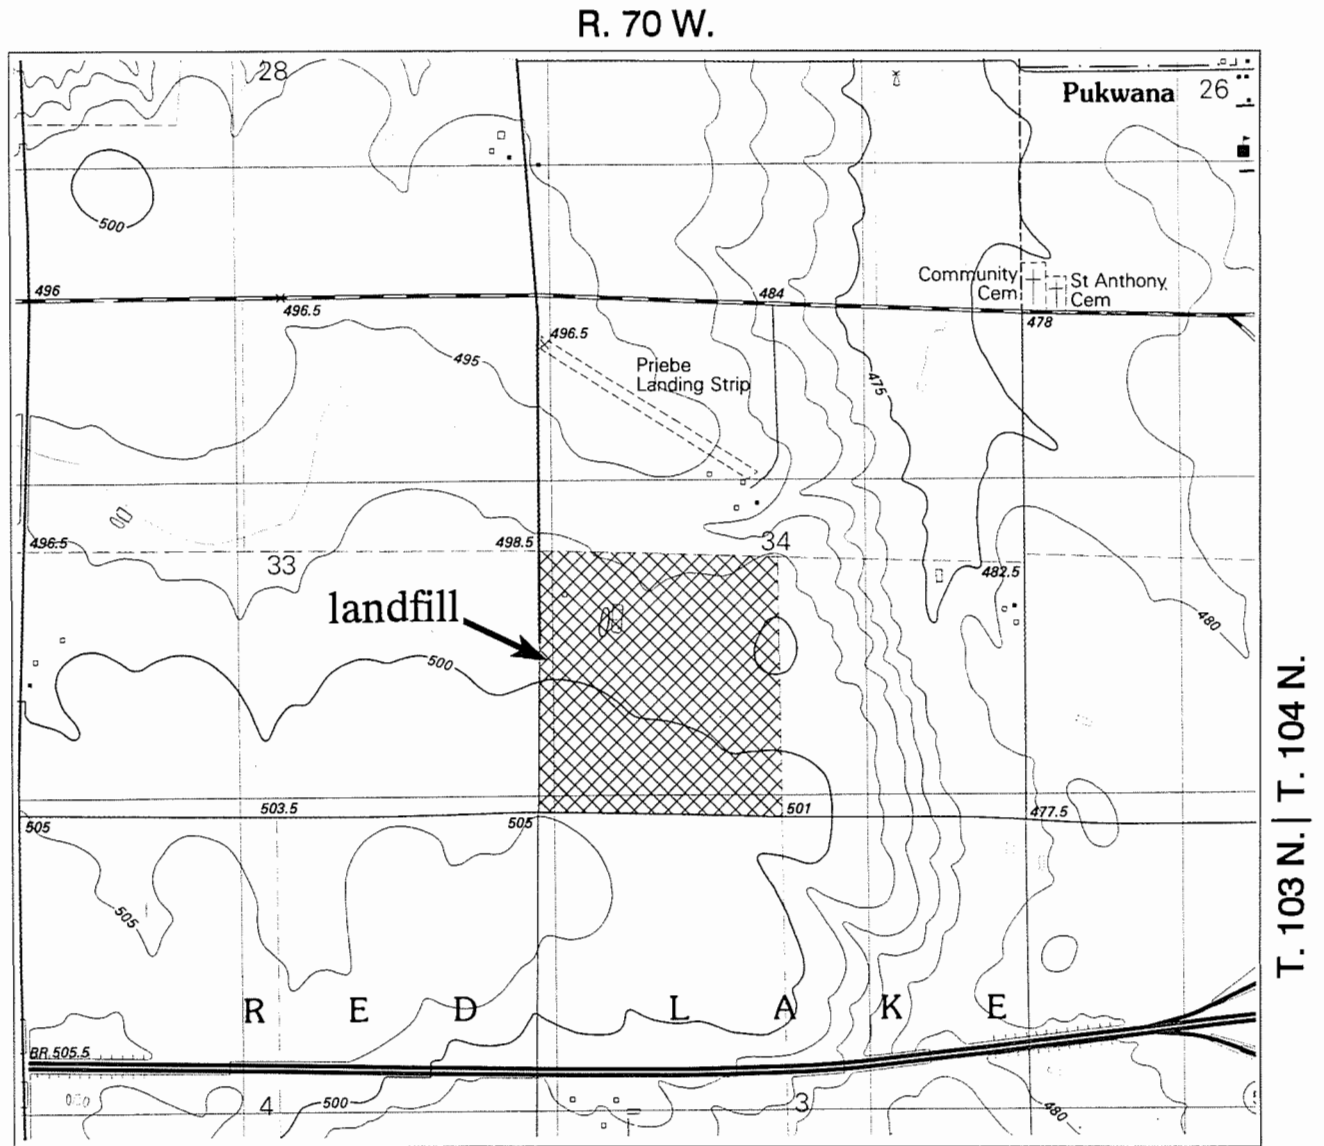 R. 70 W.
28
Pukwana 26
500
Community
Cem
St Anthony
Cem
496
496.5
484
478
496.5
495
Priebe
Landing Strip
475
34
496.5
33
498.5
482.5
landfill
480
500
T. 103 N. | T. 104 N.
503.5
501
477.5
505
505
505
R E D L A K E
BR 505.5
4
500
3
480